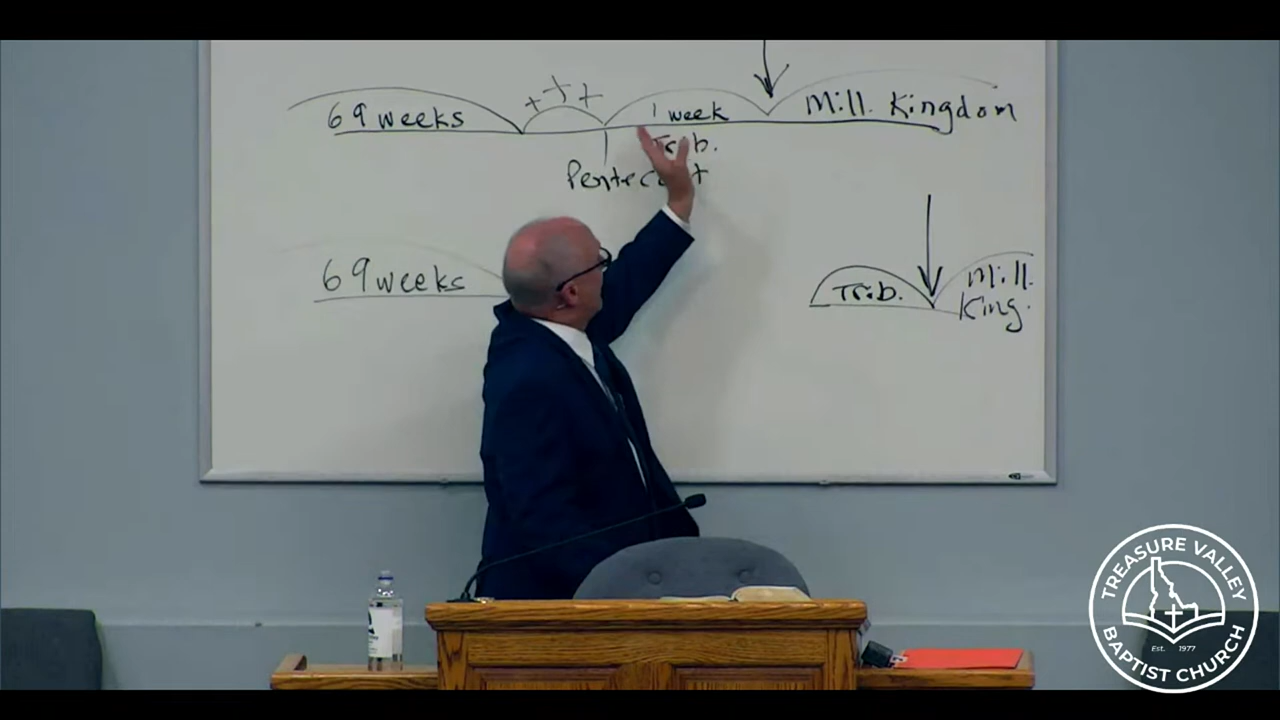 69 weeks
1 week
Mill. Kingdom
Trib.
Pentecost
69 weeks
Trib.
Mill.
King.
TREASURE VALLEY
Est. 1977
BAPTIST CHURCH